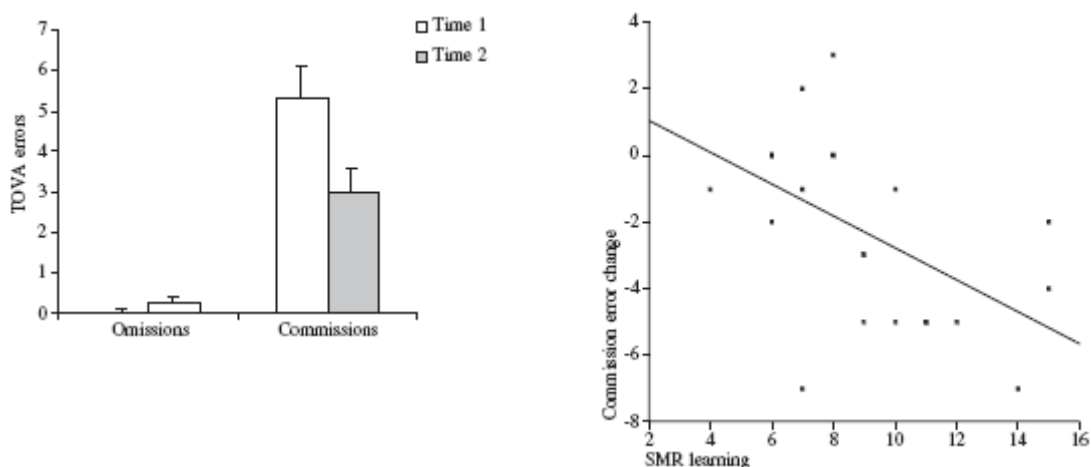 7
6
5
4
3
2
1
0
TOVA errors
Omissions
Commissions
Time 1
Time 2
4
2
0
-2
-4
-6
-8
Commission error change
2 4 6 8 10 12 14 16
SMR learning